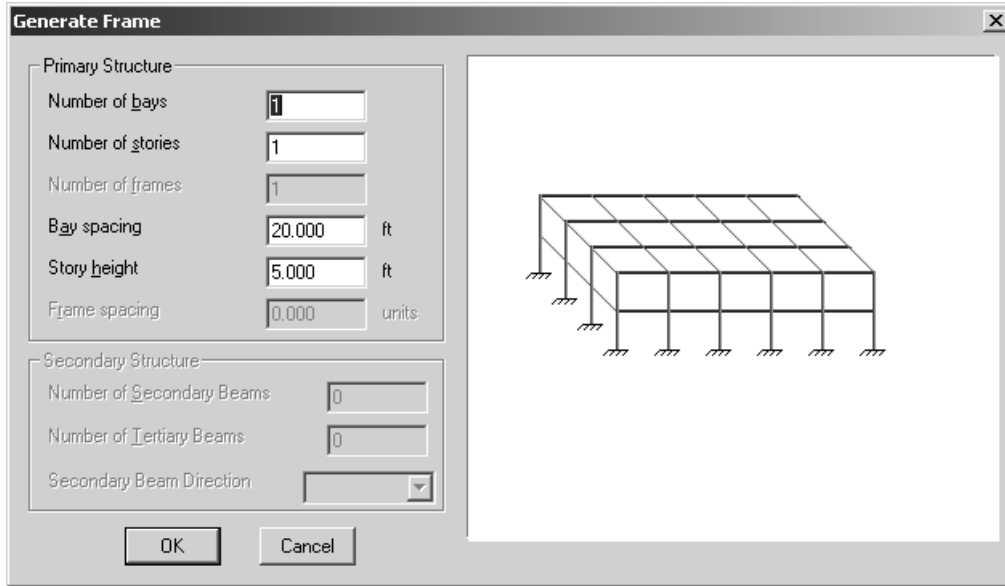 Generate Frame
Primary Structure
Number of bays 1
Number of stories 1
Number of frames 1
Bay spacing 20.000 ft
Story height 5.000 ft
Frame spacing 0.000 units
Secondary Structure
Number of Secondary Beams 0
Number of Tertiary Beams 0
Secondary Beam Direction
OK Cancel